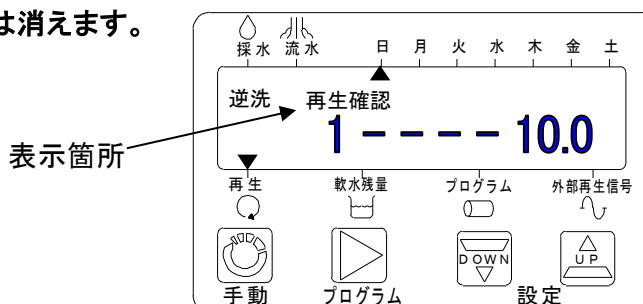 は消えます。
採水 流水 日 月 火 水 木 金 土
逆洗 再生確認
1 ---- 10.0
表示箇所
再生 軟水残量 プログラム 外部再生信号
DOWN UP
手動 プログラム 設定